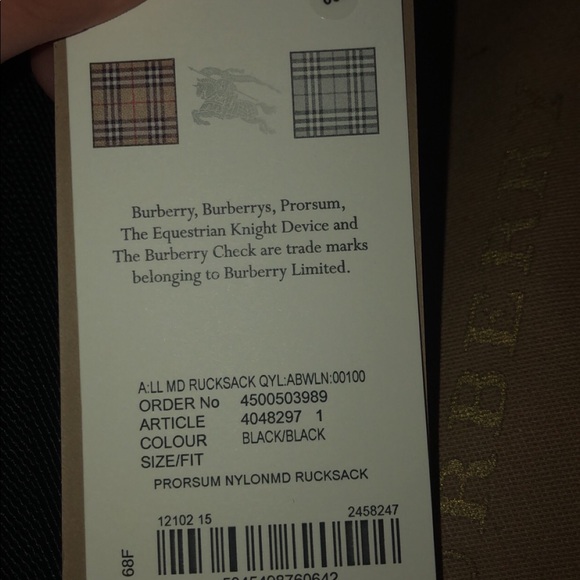 Burberry, Burberrys, Prorsum,
The Equestrian Knight Device and
The Burberry Check are trade marks
belonging to Burberry Limited.
A:LL MD RUCKSACK QYL:ABWLN:00100
ORDER No 4500503989
ARTICLE 4048297 1
COLOUR BLACK/BLACK
SIZE/FIT
PRORSUM NYLONMD RUCKSACK
12102 15 2458247
68F